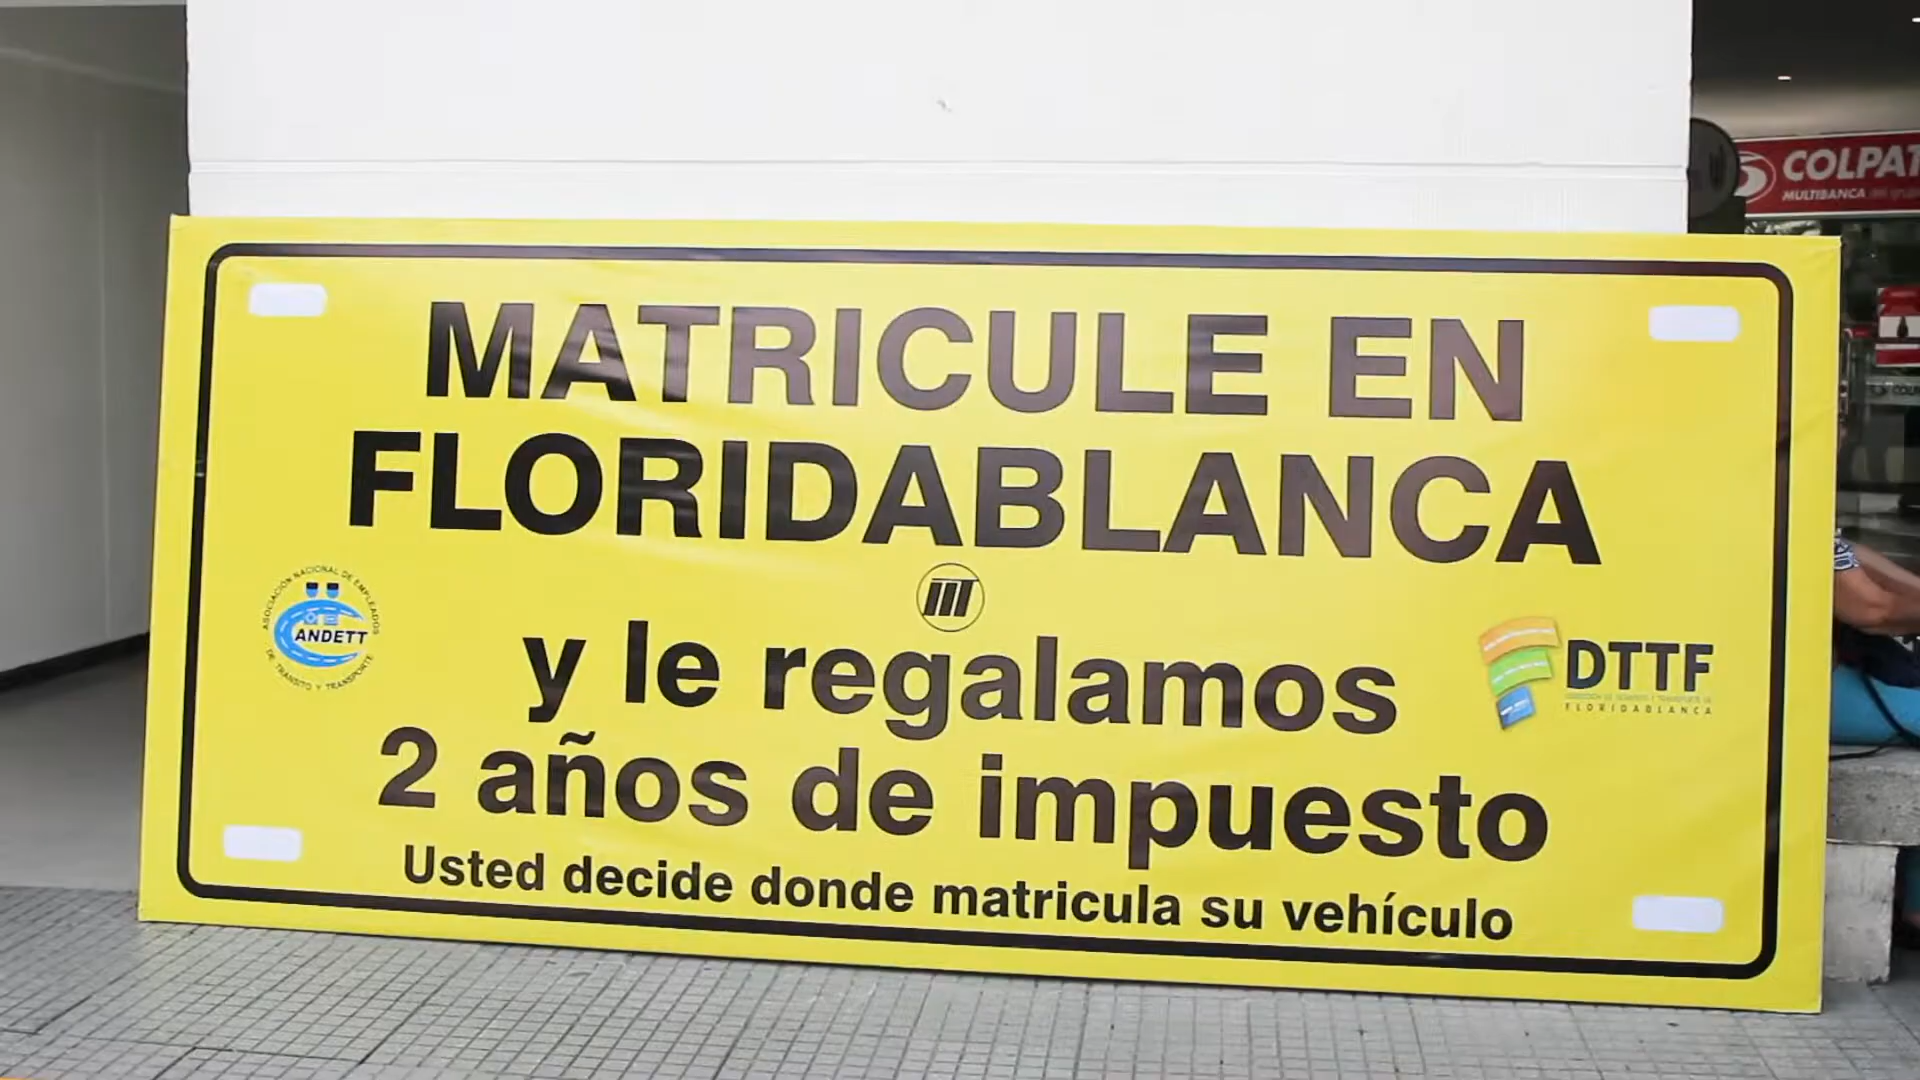 COLPAT
MULTIBANCA
MATRICULE EN
FLORIDABLANCA
ASOCIACIÓN NACIONAL DE EMPLEADOS
ANDETT
DE TRANSITO Y TRANSPORTE
y le regalamos
DTTF
FLORIDABLANCA
2 años de impuesto
Usted decide donde matricula su vehículo